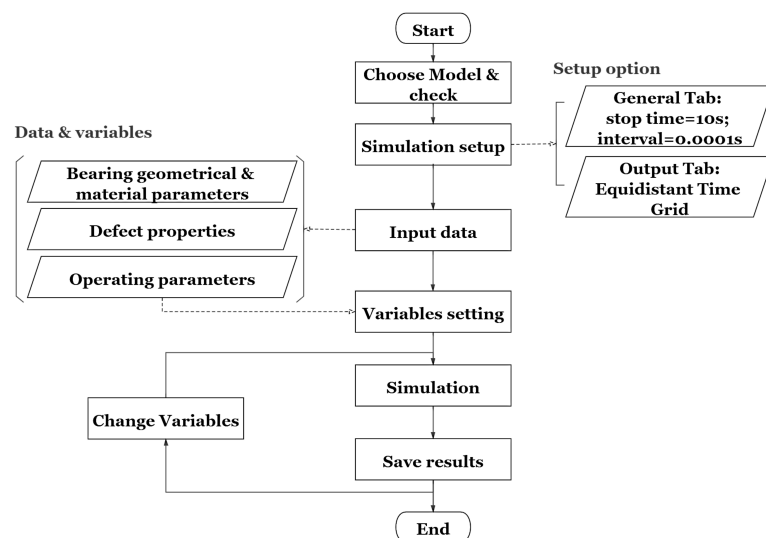 Start
Choose Model &
check
Setup option
General Tab:
stop time=10s;
interval=0.0001s
Data & variables
Simulation setup
Output Tab:
Equidistant Time
Grid
Bearing geometrical &
material parameters
Defect properties
Input data
Operating parameters
Variables setting
Simulation
Change Variables
Save results
End